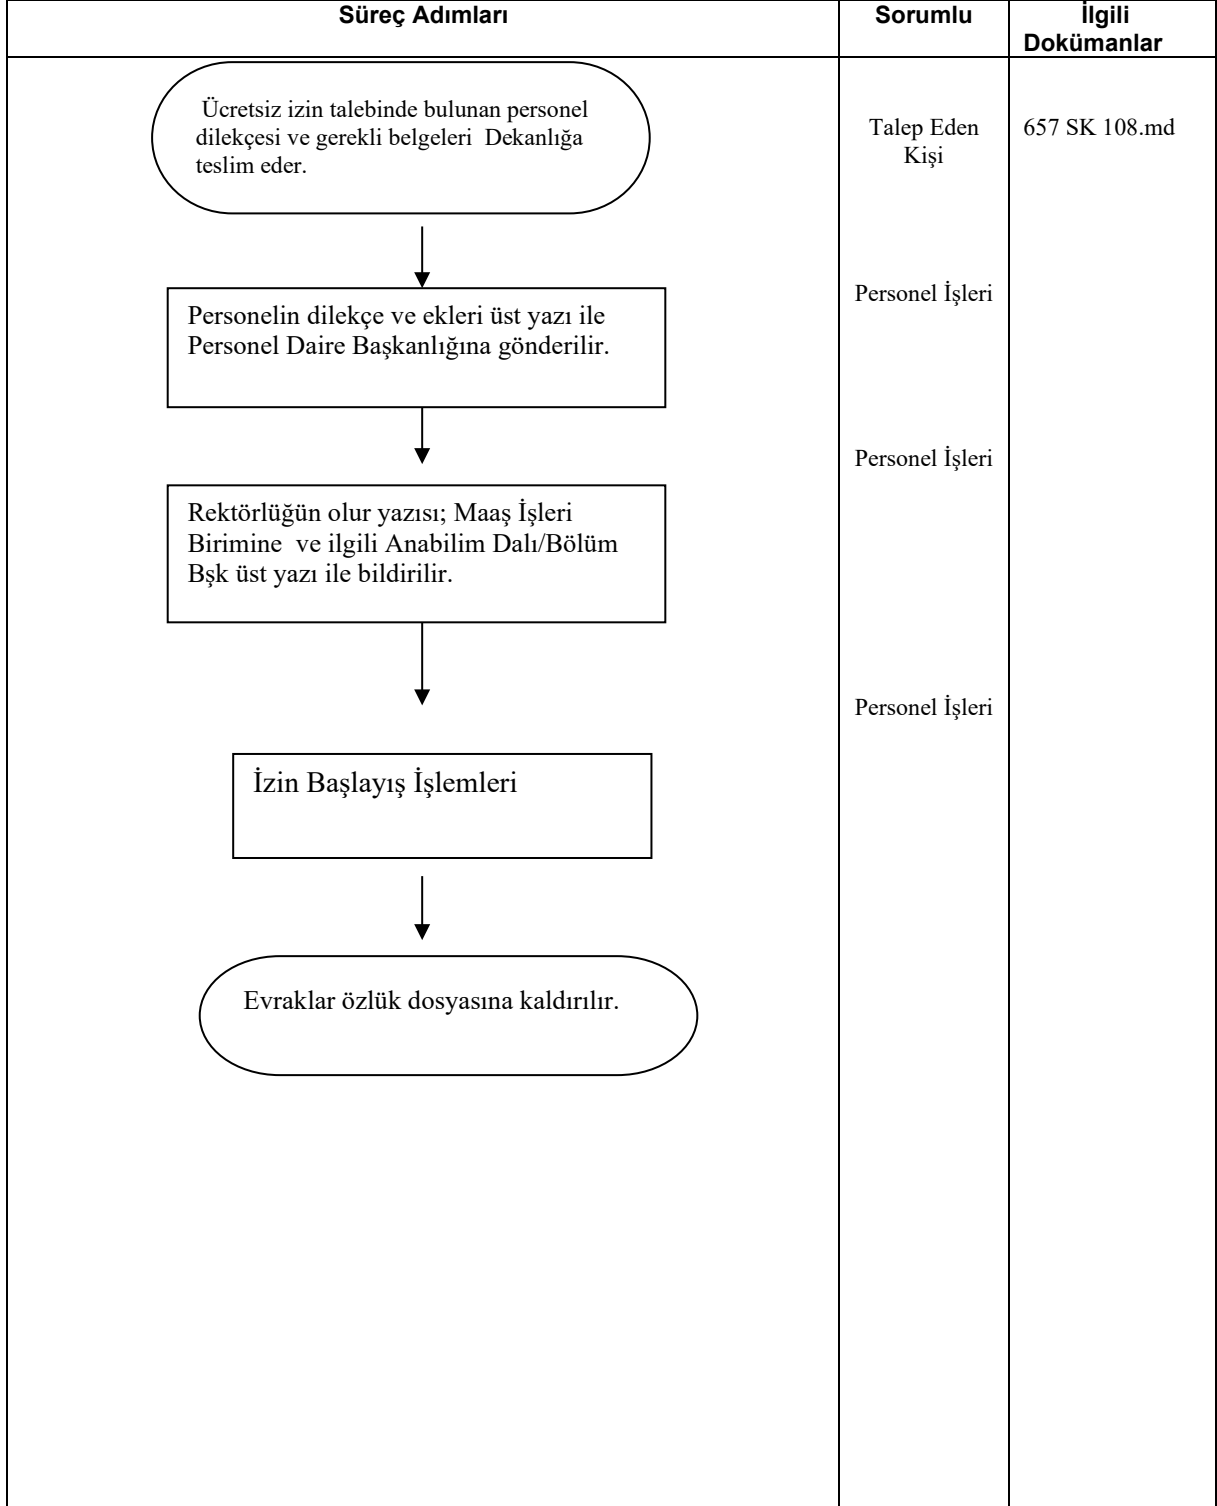 Süreç Adımları
Sorumlu
İlgili
Dokümanlar
Ücretsiz izin talebinde bulunan personel
dilekçesi ve gerekli belgeleri  Dekanlığa
teslim eder.
Talep Eden
Kişi
657 SK 108.md
Personelin dilekçe ve ekleri üst yazı ile
Personel Daire Başkanlığına gönderilir.
Personel İşleri
Rektörlüğün olur yazısı; Maaş İşleri
Birimine  ve ilgili Anabilim Dalı/Bölüm
Bşk üst yazı ile bildirilir.
Personel İşleri
İzin Başlayış İşlemleri
Personel İşleri
Evraklar özlük dosyasına kaldırılır.